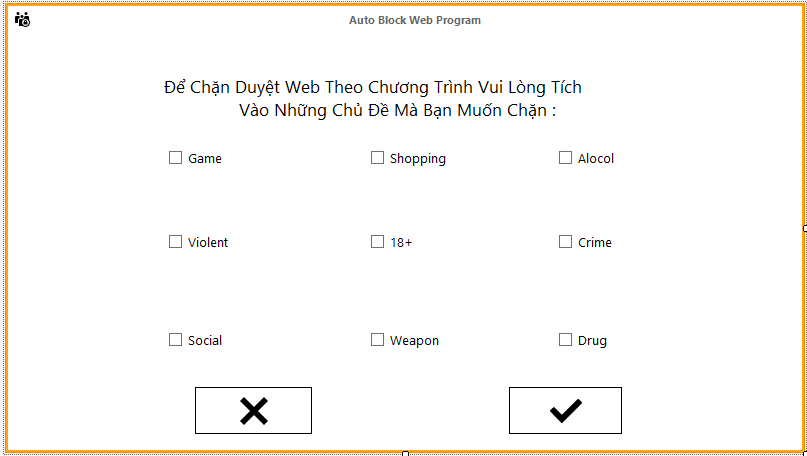 Auto Block Web Program
Để Chặn Duyệt Web Theo Chương Trình Vui Lòng Tích
Vào Những Chủ Đề Mà Bạn Muốn Chặn :
Game
Shopping
Alocol
Violent
18+
Crime
Social
Weapon
Drug